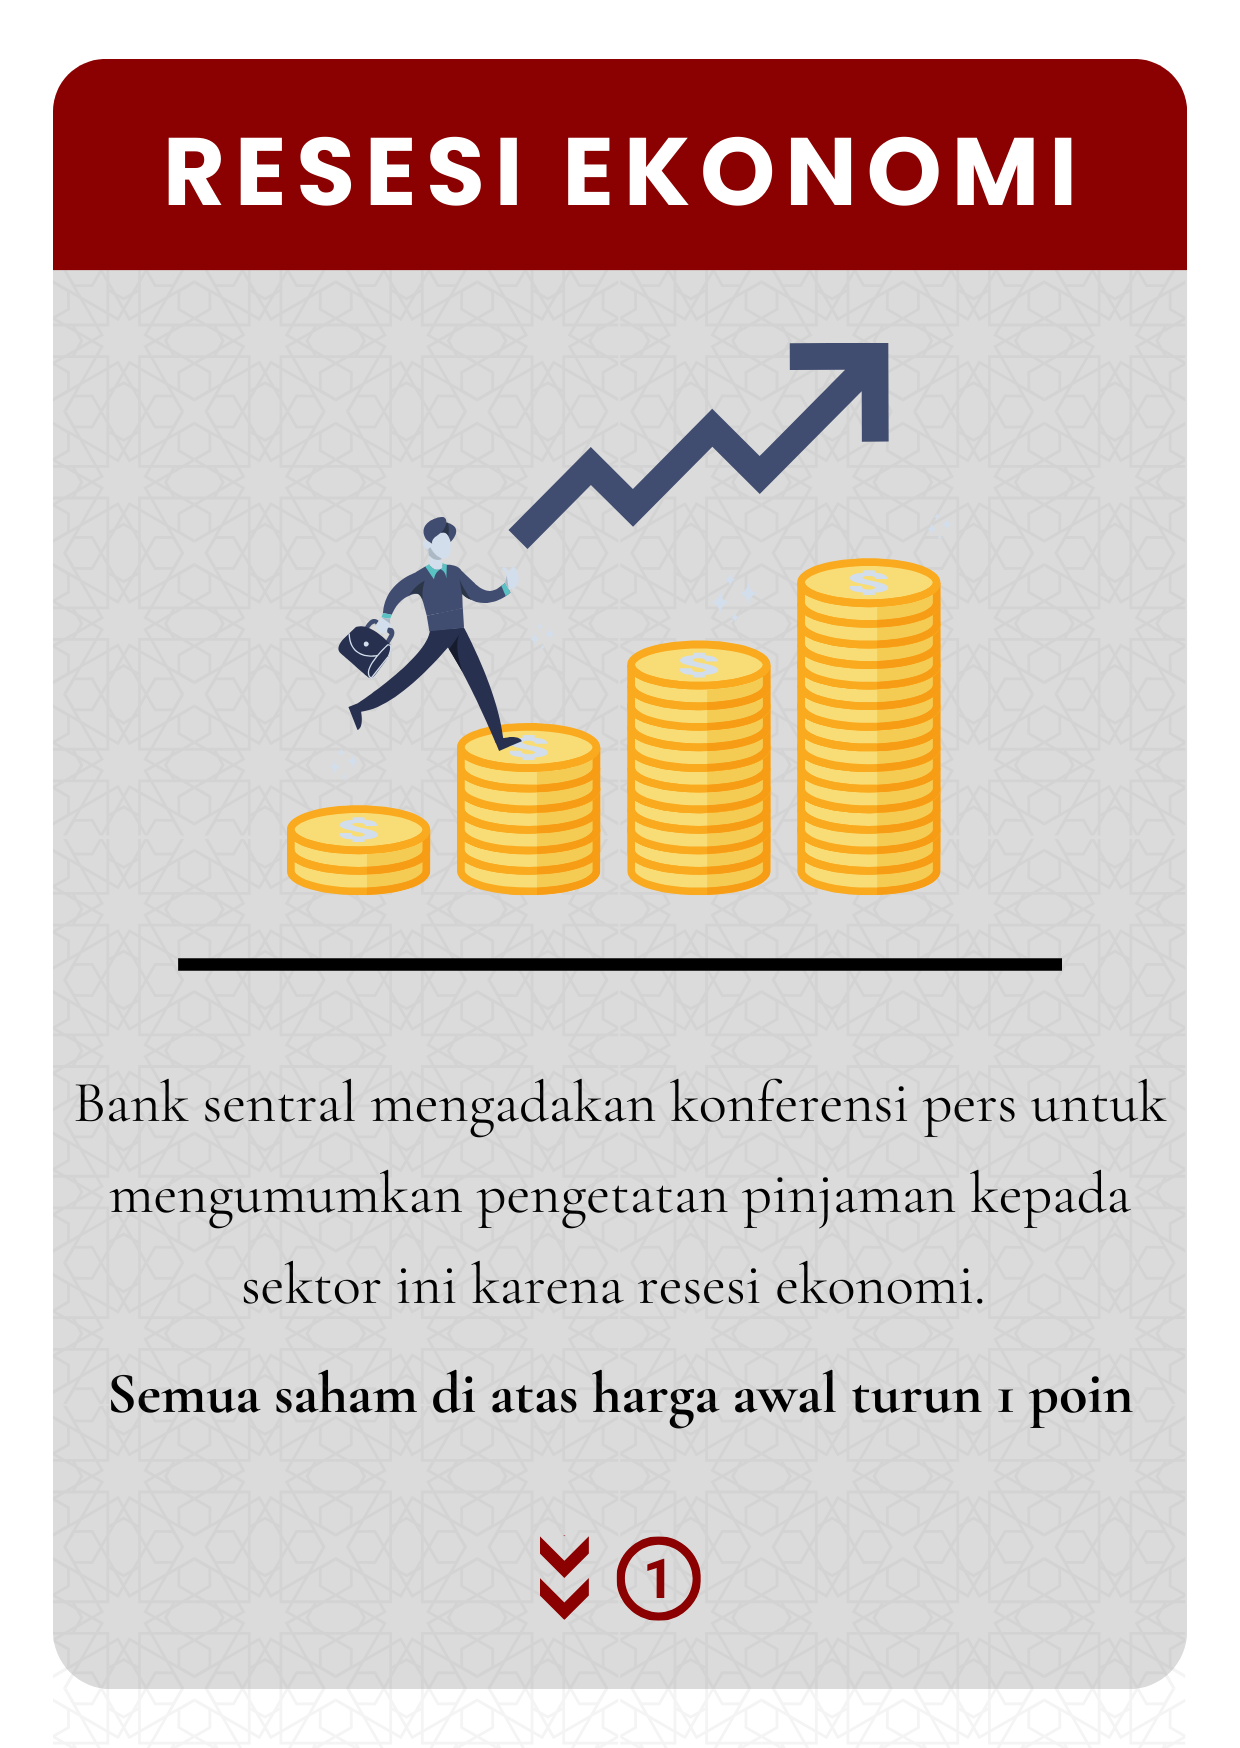 RESESI EKONOMI
$
$
$
$
Bank sentral mengadakan konferensi pers untuk
mengumumkan pengetatan pinjaman kepada
sektor ini karena resesi ekonomi.
Semua saham di atas harga awal turun 1 poin
1